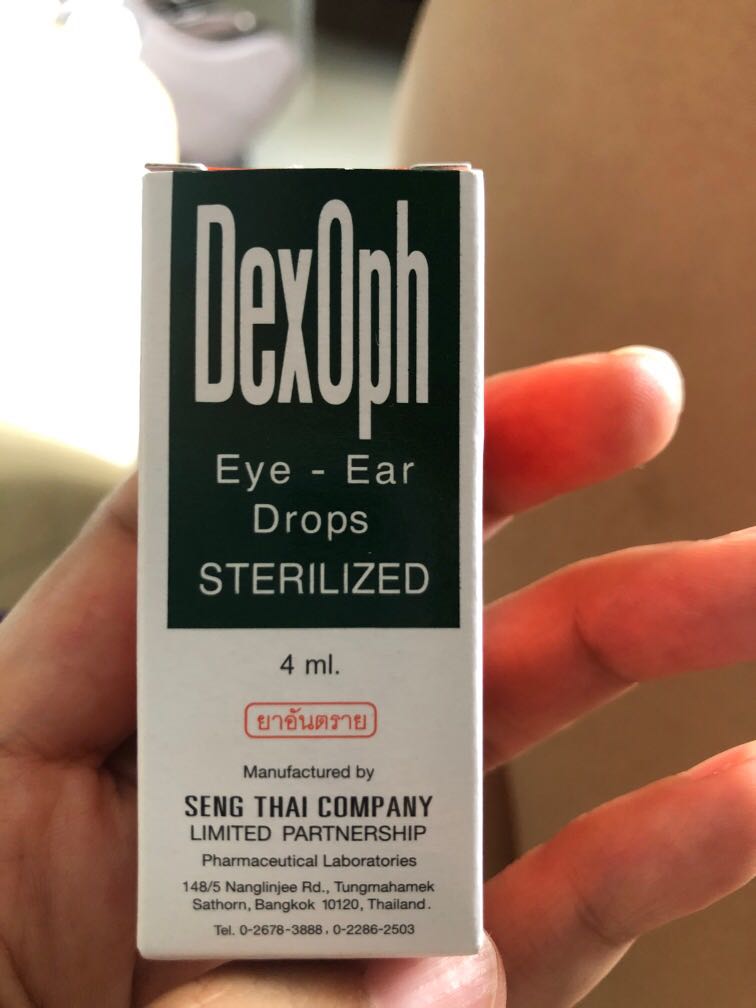 DexOph
Eye - Ear
Drops
STERILIZED
4 ml.
ยาอันตราย
Manufactured by
SENG THAI COMPANY
LIMITED PARTNERSHIP
Pharmaceutical Laboratories
148/5 Nanglinjee Rd., Tungmahamek
Sathorn, Bangkok 10120, Thailand.
Tel. 0-2678-3888, 0-2286-2503